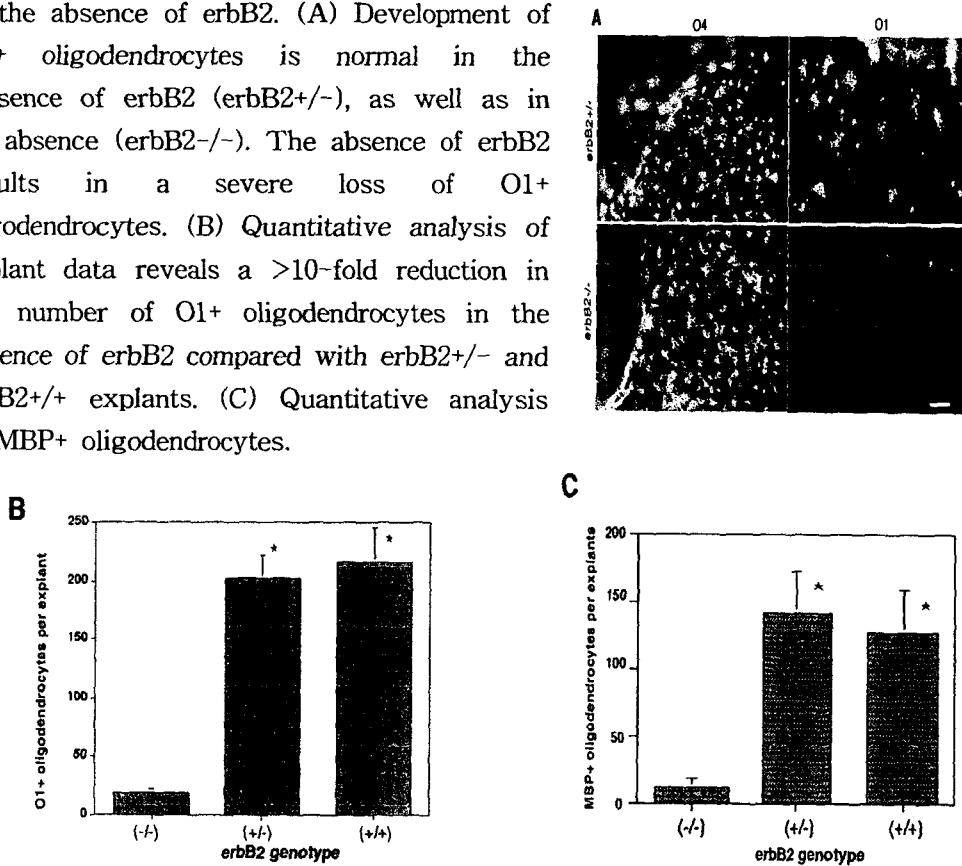 the absence of erbB2. (A) Development of
+ oligodendrocytes is normal in the
sence of erbB2 (erbB2+/-), as well as in
absence (erbB2-/-). The absence of erbB2
ults in a severe loss of O1+
godendrocytes. (B) Quantitative analysis of
plant data reveals a >10-fold reduction in
number of O1+ oligodendrocytes in the
ence of erbB2 compared with erbB2+/- and
B2+/+ explants. (C) Quantitative analysis
MBP+ oligodendrocytes.
A
O4 O1
erbB2+/-
erbB2-/-
B
O1+ oligodendrocytes per explant
250
200
150
100
50
0
* *
(-/-) (+/-) (+/+)
erbB2 genotype
C
MBP+ oligodendrocytes per explants
200
150
100
50
0
* *
(-/-) (+/-) (+/+)
erbB2 genotype